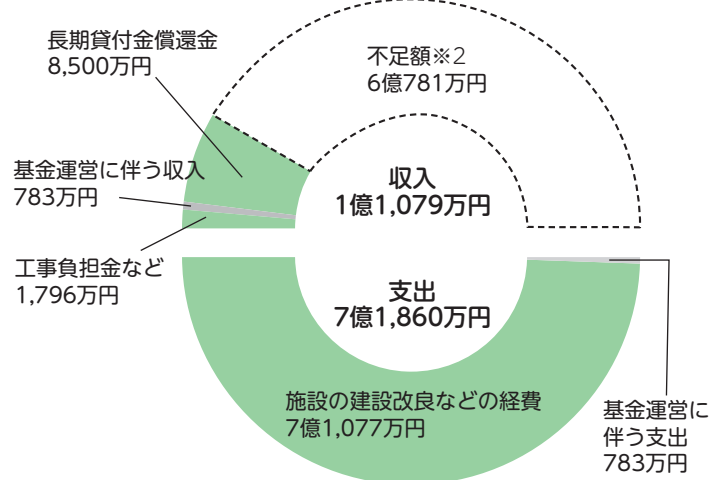 長期貸付金償還金
8,500万円
不足額※2
6億781万円
基金運営に伴う収入
783万円
収入
1億1,079万円
工事負担金など
1,796万円
支出
7億1,860万円
施設の建設改良などの経費
7億1,077万円
基金運営に
伴う支出
783万円